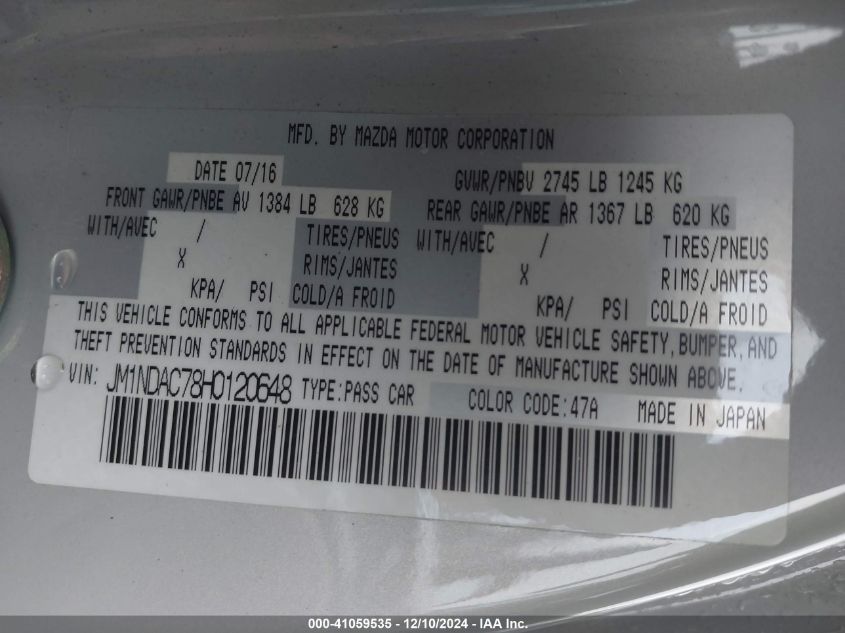 MFD. BY MAZDA MOTOR CORPORATION
DATE 07/16 GVWR/PNBV 2745 LB 1245 KG
FRONT GAWR/PNBE AV 1384 LB 628 KG REAR GAWR/PNBE AR 1367 LB 620 KG
WITH/AVEC / TIRES/PNEUS WITH/AVEC / TIRES/PNEUS
X RIMS/JANTES X RIMS/JANTES
KPA/ PSI COLD/A FROID KPA/ PSI COLD/A FROID
THIS VEHICLE CONFORMS TO ALL APPLICABLE FEDERAL MOTOR VEHICLE SAFETY, BUMPER, AND
THEFT PREVENTION STANDARDS IN EFFECT ON THE DATE OF MANUFACTURE SHOWN ABOVE.
VIN: JM1NDAC78H0120648 TYPE:PASS CAR COLOR CODE:47A MADE IN JAPAN
000-41059535 - 12/10/2024 - IAA Inc.